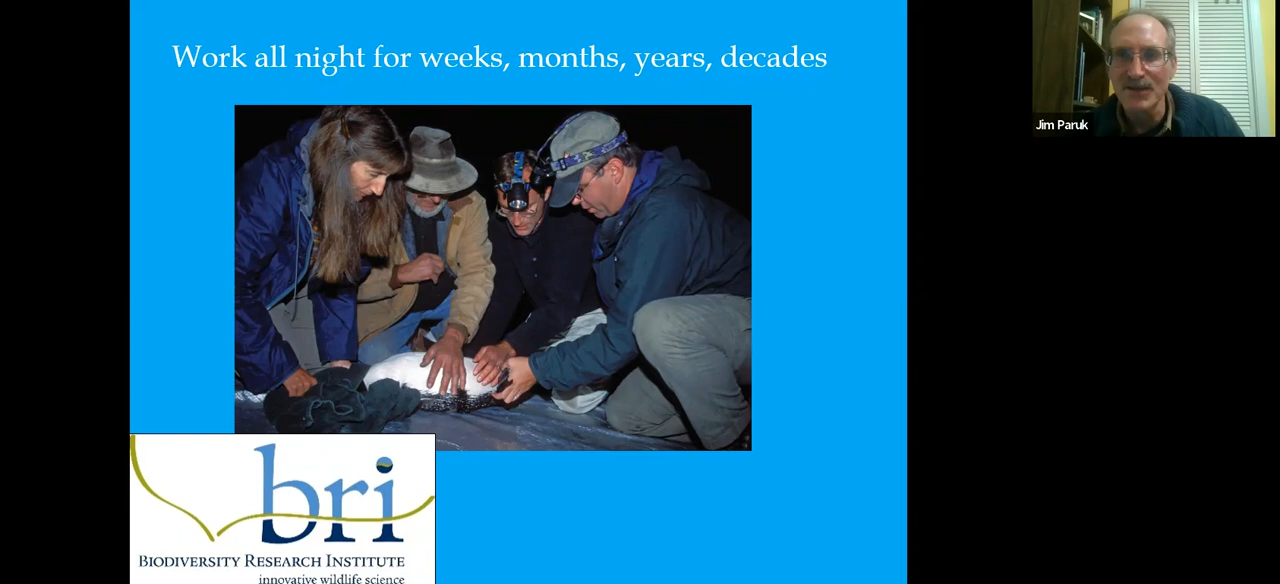 Work all night for weeks, months, years, decades
Jim Paruk
bri
BIODIVERSITY RESEARCH INSTITUTE
innovative wildlife science